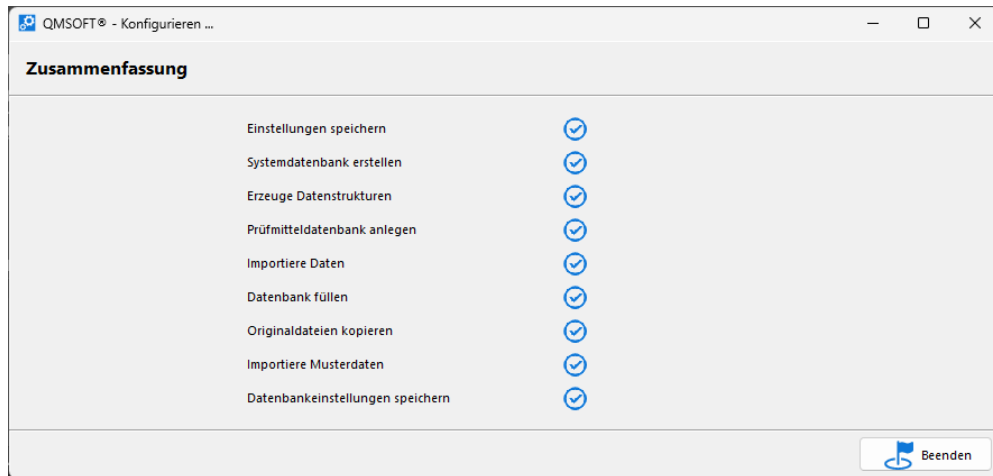 QMSOFT® - Konfigurieren ...
Zusammenfassung
Einstellungen speichern
Systemdatenbank erstellen
Erzeuge Datenstrukturen
Prüfmitteldatenbank anlegen
Importiere Daten
Datenbank füllen
Originaldateien kopieren
Importiere Musterdaten
Datenbankeinstellungen speichern
Beenden